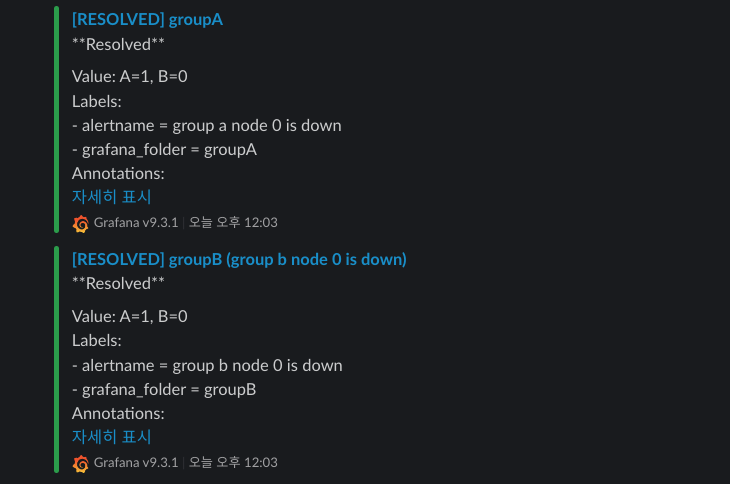 [RESOLVED] groupA
**Resolved**
Value: A=1, B=0
Labels:
- alertname = group a node 0 is down
- grafana_folder = groupA
Annotations:
자세히 표시
Grafana v9.3.1 | 오늘 오후 12:03
[RESOLVED] groupB (group b node 0 is down)
**Resolved**
Value: A=1, B=0
Labels:
- alertname = group b node 0 is down
- grafana_folder = groupB
Annotations:
자세히 표시
Grafana v9.3.1 | 오늘 오후 12:03